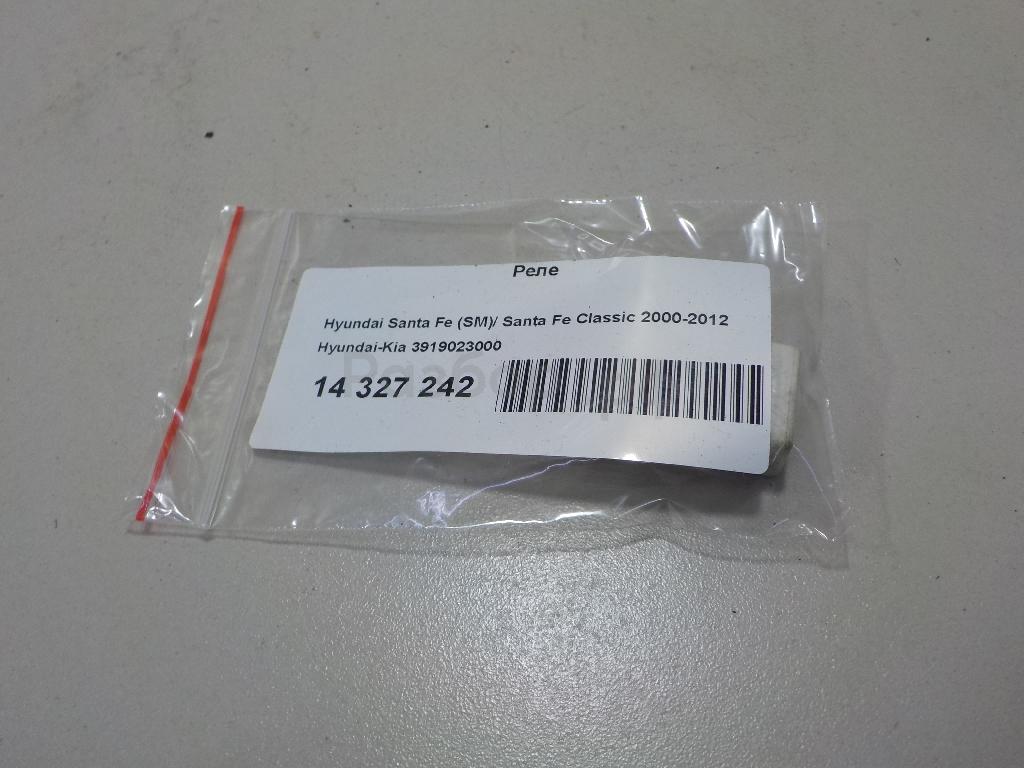 Реле
Hyundai Santa Fe (SM)/ Santa Fe Classic 2000-2012
Hyundai-Kia 3919023000
14 327 242